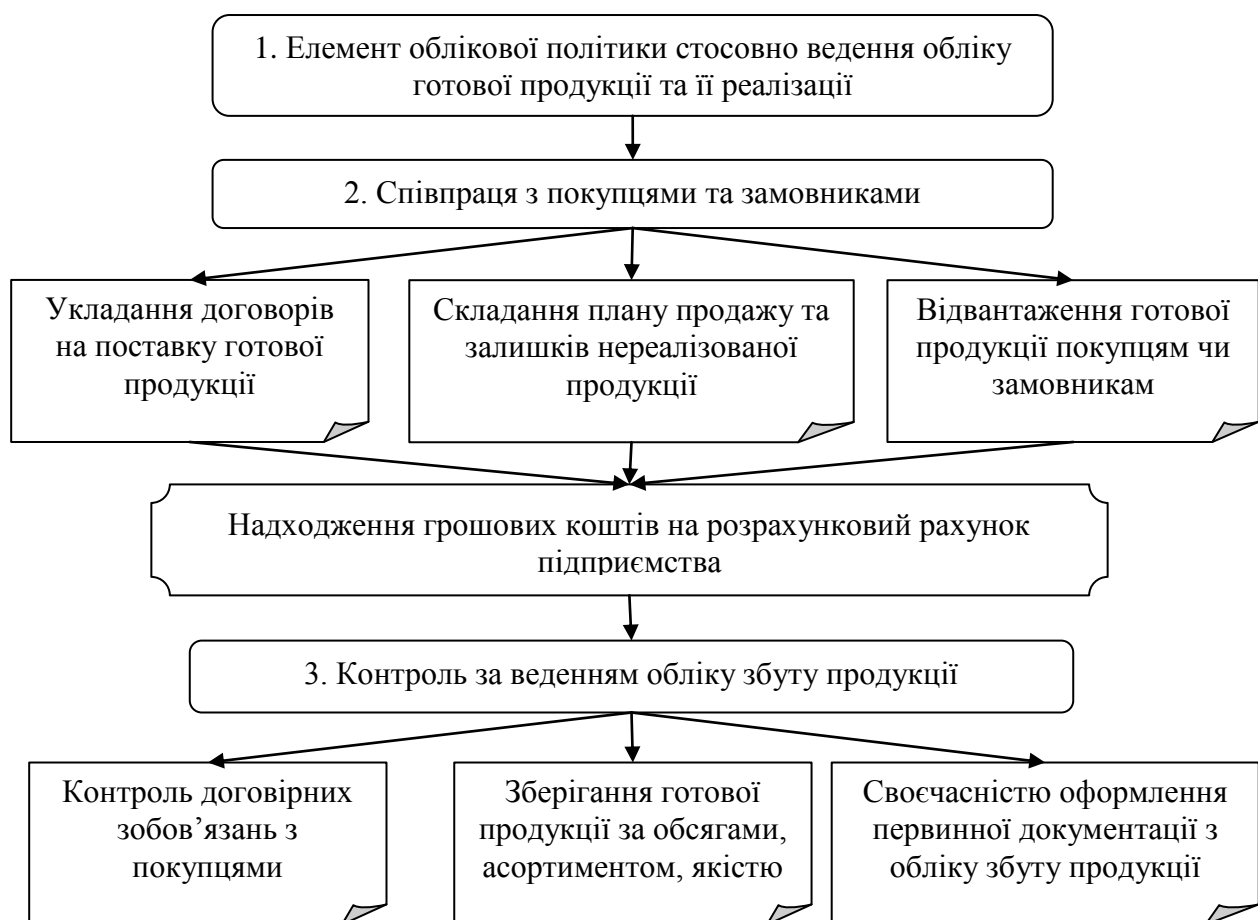 1. Елемент облікової політики стосовно ведення обліку
готової продукції та її реалізації
2. Співпраця з покупцями та замовниками
Укладання договорів
на поставку готової
продукції
Складання плану продажу та
залишків нереалізованої
продукції
Відвантаження готової
продукції покупцям чи
замовникам
Надходження грошових коштів на розрахунковий рахунок
підприємства
3. Контроль за веденням обліку збуту продукції
Контроль договірних
зобов’язань з
покупцями
Зберігання готової
продукції за обсягами,
асортиментом, якістю
Своєчасністю оформлення
первинної документації з
обліку збуту продукції